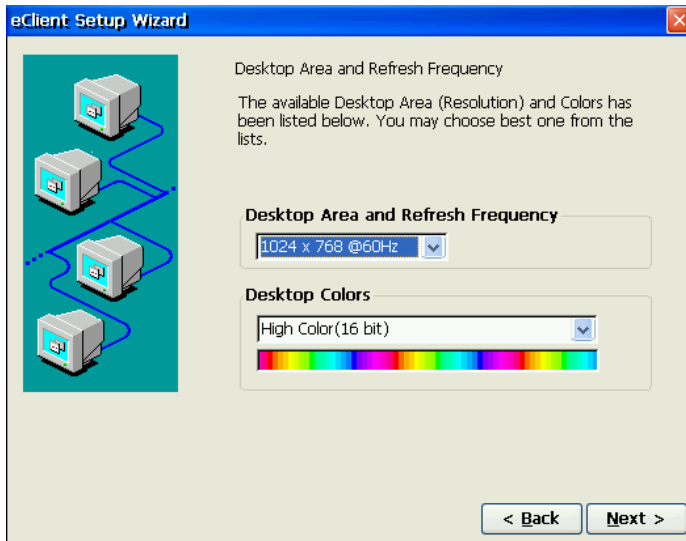 eClient Setup Wizard
Desktop Area and Refresh Frequency
The available Desktop Area (Resolution) and Colors has
been listed below. You may choose best one from the
lists.
Desktop Area and Refresh Frequency
1024 x 768 @60Hz
Desktop Colors
High Color(16 bit)
< Back
Next >